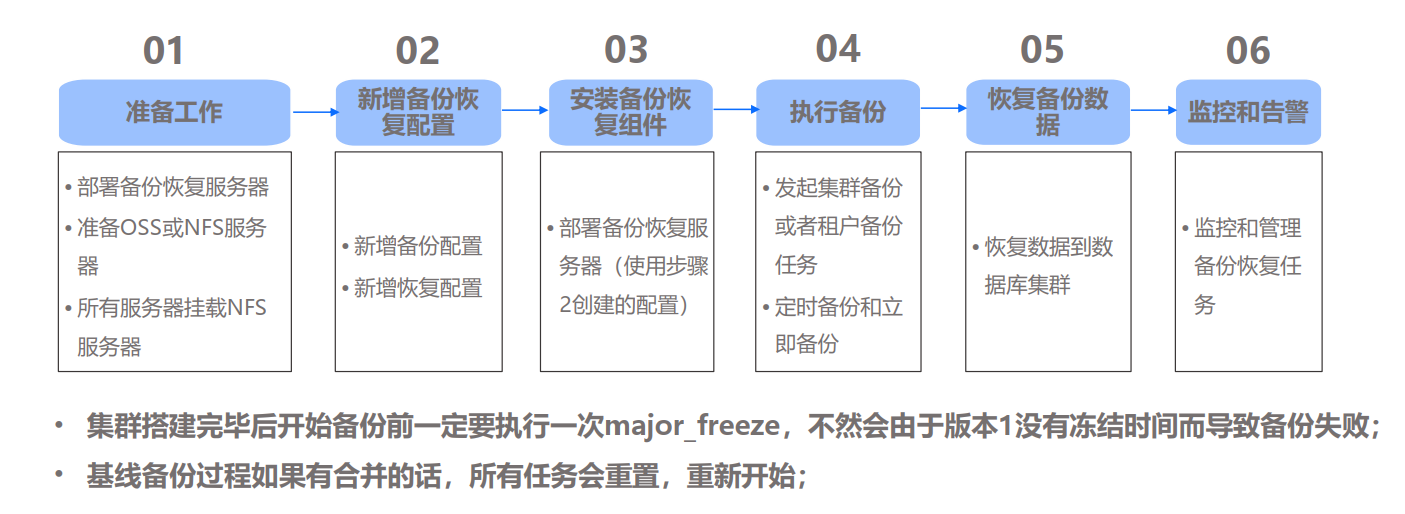 01
准备工作
• 部署备份恢复服务器
• 准备OSS或NFS服务
器
• 所有服务器挂载NFS
服务器
02
新增备份恢
复配置
• 新增备份配置
• 新增恢复配置
03
安装备份恢
复组件
• 部署备份恢复服
务器（使用步骤
2创建的配置）
04
执行备份
• 发起集群备份
或者租户备份
任务
• 定时备份和立
即备份
05
恢复备份数
据
• 恢复数据到数
据库集群
06
监控和告警
• 监控和管理
备份恢复任
务
• 集群搭建完毕后开始备份前一定要执行一次major_freeze，不然会由于版本1没有冻结时间而导致备份失败；
• 基线备份过程如果有合并的话，所有任务会重置，重新开始；